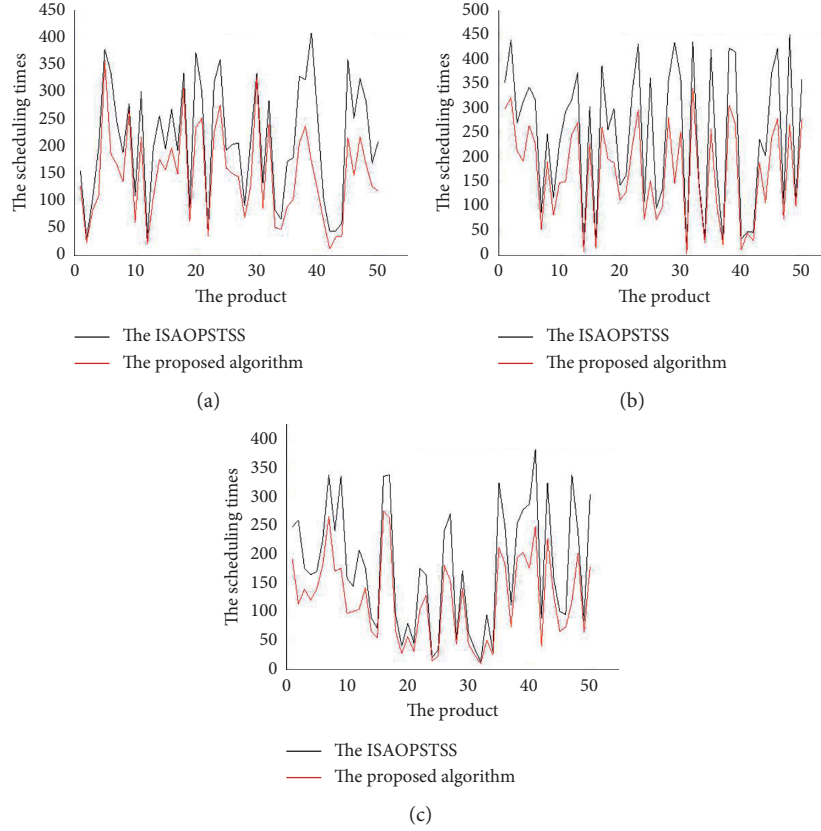 450
400
350
300
250
200
150
100
50
0
The scheduling times
0 10 20 30 40 50
The product
The ISAOPSTSS
The proposed algorithm
(a)
500
450
400
350
300
250
200
150
100
50
0
The scheduling times
0 10 20 30 40 50
The product
The ISAOPSTSS
The proposed algorithm
(b)
400
350
300
250
200
150
100
50
0
The scheduling times
0 10 20 30 40 50
The product
The ISAOPSTSS
The proposed algorithm
(c)